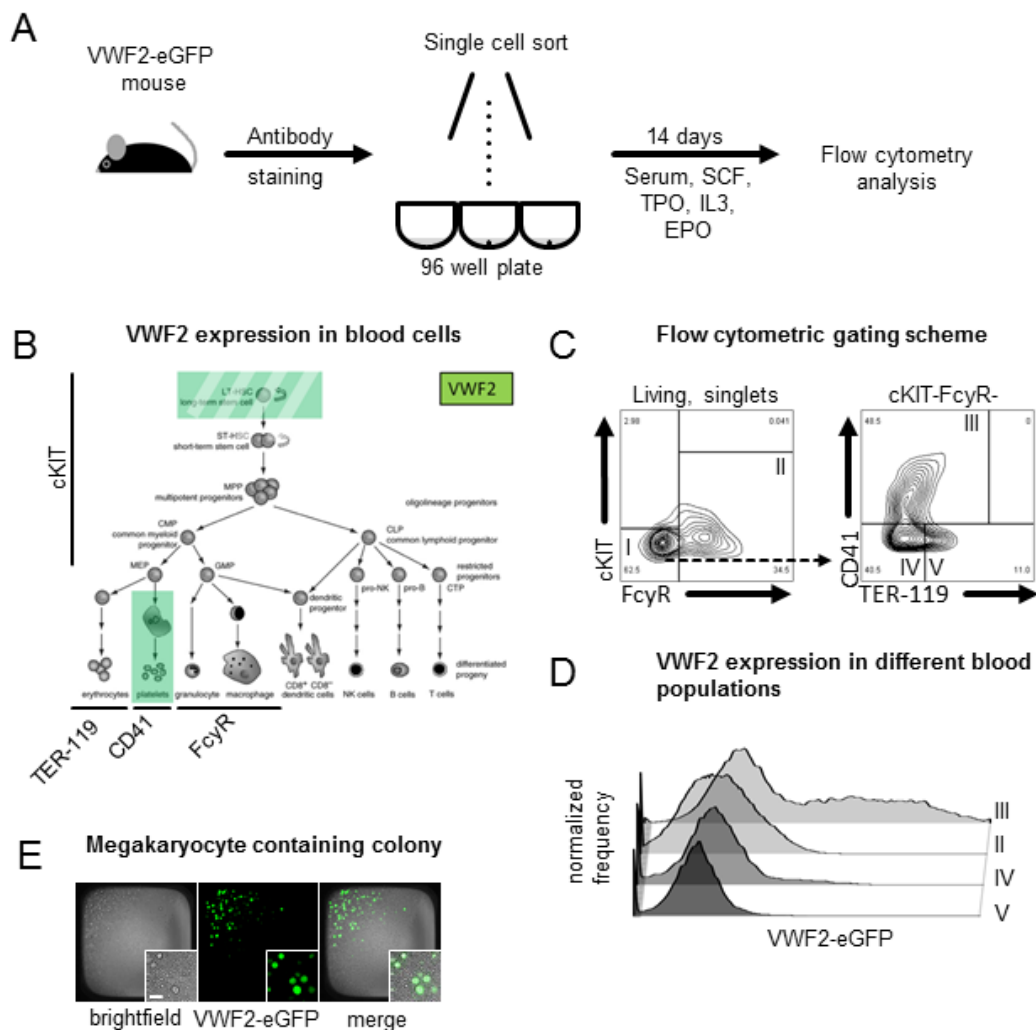 A
VWF2-eGFP
mouse
Antibody
staining
Single cell sort
96 well plate
14 days
Serum, SCF,
TPO, IL3,
EPO
Flow cytometry
analysis
B
VWF2 expression in blood cells
cKIT
VWF2
LT-HSC
long-term stem cell
ST-HSC
short-term stem cell
MPP
multipotent progenitors
oligolineage progenitors
CMP
common myeloid
progenitor
CLP
common lymphoid progenitor
MEP
GMP
dendritic
progenitor
pro-NK
pro-B
CTP
restricted
progenitors
erythrocytes
platelets
granulocyte
macrophage
CD8+ CD8–
dendritic cells
NK cells
B cells
T cells
differentiated
progeny
TER-119
CD41
FcyR
C
Flow cytometric gating scheme
Living, singlets
2.98
0.041
II
I
62.5
34.5
cKIT
FcyR
cKIT-FcyR-
48.5
III
0
IV
V
40.5
11.0
CD41
TER-119
D
VWF2 expression in different blood
populations
normalized
frequency
III
II
IV
V
VWF2-eGFP
E
Megakaryocyte containing colony
brightfield
VWF2-eGFP
merge